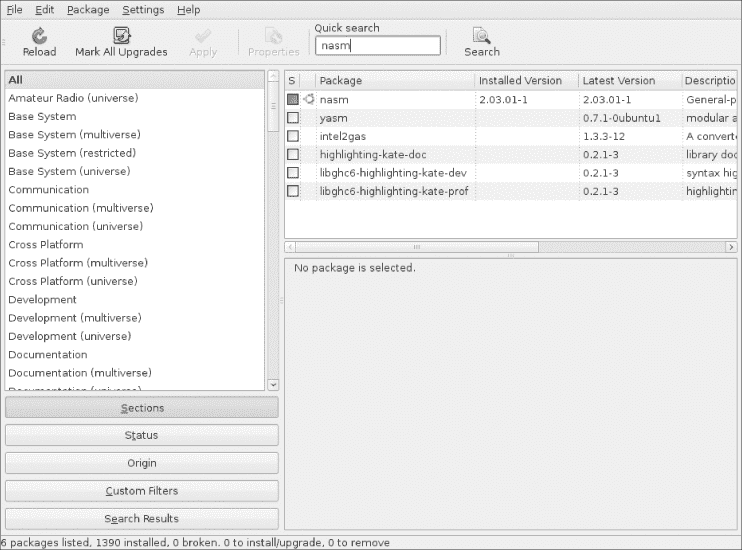 File Edit Package Settings Help
Quick search
Reload Mark All Upgrades Apply Properties nasm Search
All
Amateur Radio (universe)
Base System
Base System (multiverse)
Base System (restricted)
Base System (universe)
Communication
Communication (multiverse)
Communication (universe)
Cross Platform
Cross Platform (multiverse)
Cross Platform (universe)
Development
Development (multiverse)
Development (universe)
Documentation
Documentation (multiverse)
Documentation (universe)
Sections
Status
Origin
Custom Filters
Search Results
S Package Installed Version Latest Version Descriptio
nasm 2.03.01-1 2.03.01-1 General-p
yasm 0.7.1-0ubuntu1 modular a
intel2gas 1.3.3-12 A converte
highlighting-kate-doc 0.2.1-3 library doc
libghc6-highlighting-kate-dev 0.2.1-3 syntax hig
libghc6-highlighting-kate-prof 0.2.1-3 highlightin
No package is selected.
6 packages listed, 1390 installed, 0 broken. 0 to install/upgrade, 0 to remove